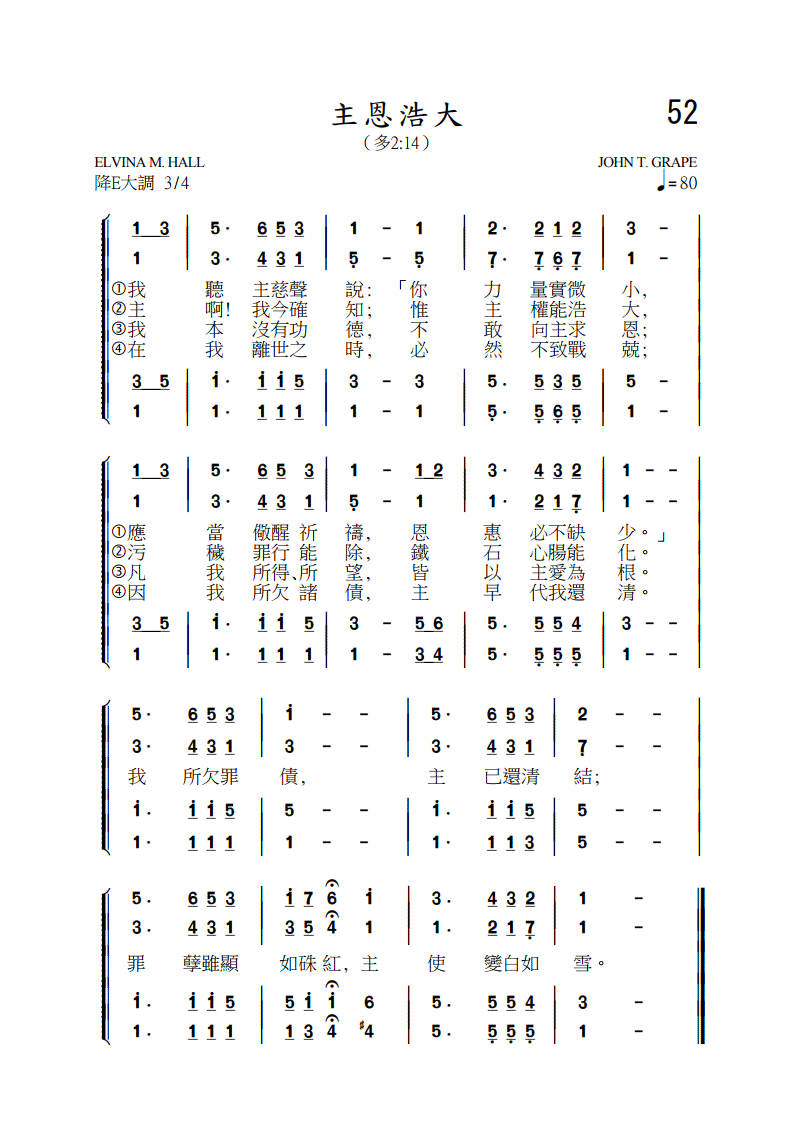 主恩浩大 52
（多2:14）
ELVINA M. HALL JOHN T. GRAPE
降E大調 3/4 ♩=80
1 3 | 5· 6 5 3 | 1 - 1 | 2· 2 1 2 | 3 -
1 | 3· 4 3 1 | 5̣ - 5̣ | 7̣· 7̣ 6̣ 7̣ | 1 -
①我 聽 主慈聲 說：「你 力 量實微 小，
②主 啊！我今確 知；惟 主 權能浩 大，
③我 本 沒有功 德，不 敢 向主求 恩；
④在 我 離世之 時，必 然 不致戰 兢；
3 5 | i· i i 5 | 3 - 3 | 5· 5 3 5 | 5 -
1 | 1· 1 1 1 | 1 - 1 | 5̣· 5̣ 6̣ 5̣ | 1 -
1 3 | 5· 6 5 3 | 1 - 1 2 | 3· 4 3 2 | 1 - -
1 | 3· 4 3 1 | 5̣ - 1 | 1· 2 1 7̣ | 1 - -
①應 當 儆醒祈 禱，恩 惠 必不缺 少。」
②污 穢 罪行能 除，鐵 石 心腸能 化。
③凡 我 所得、所 望，皆 以 主愛為 根。
④因 我 所欠諸 債，主 早 代我還 清。
3 5 | i· i i 5 | 3 - 5 6 | 5· 5 5 4 | 3 - -
1 | 1· 1 1 1 | 1 - 3 4 | 5· 5̣ 5̣ 5̣ | 1 - -
5· 6 5 3 | i - - | 5· 6 5 3 | 2 - -
3· 4 3 1 | 3 - - | 3· 4 3 1 | 7̣ - -
我 所欠罪 債， 主 已還清 結；
i· i i 5 | 5 - - | i· i i 5 | 5 - -
1· 1 1 1 | 1 - - | 1· 1 1 3 | 5 - -
5· 6 5 3 | i 7 6 i | 3· 4 3 2 | 1 -
3· 4 3 1 | 3 5 4 1 | 1· 2 1 7̣ | 1 -
罪 孽雖顯 如硃紅，主 使 變白如 雪。
i· i i 5 | 5 i i 6 | 5· 5 5 4 | 3 -
1· 1 1 1 | 1 3 4 #4 | 5· 5̣ 5̣ 5̣ | 1 -